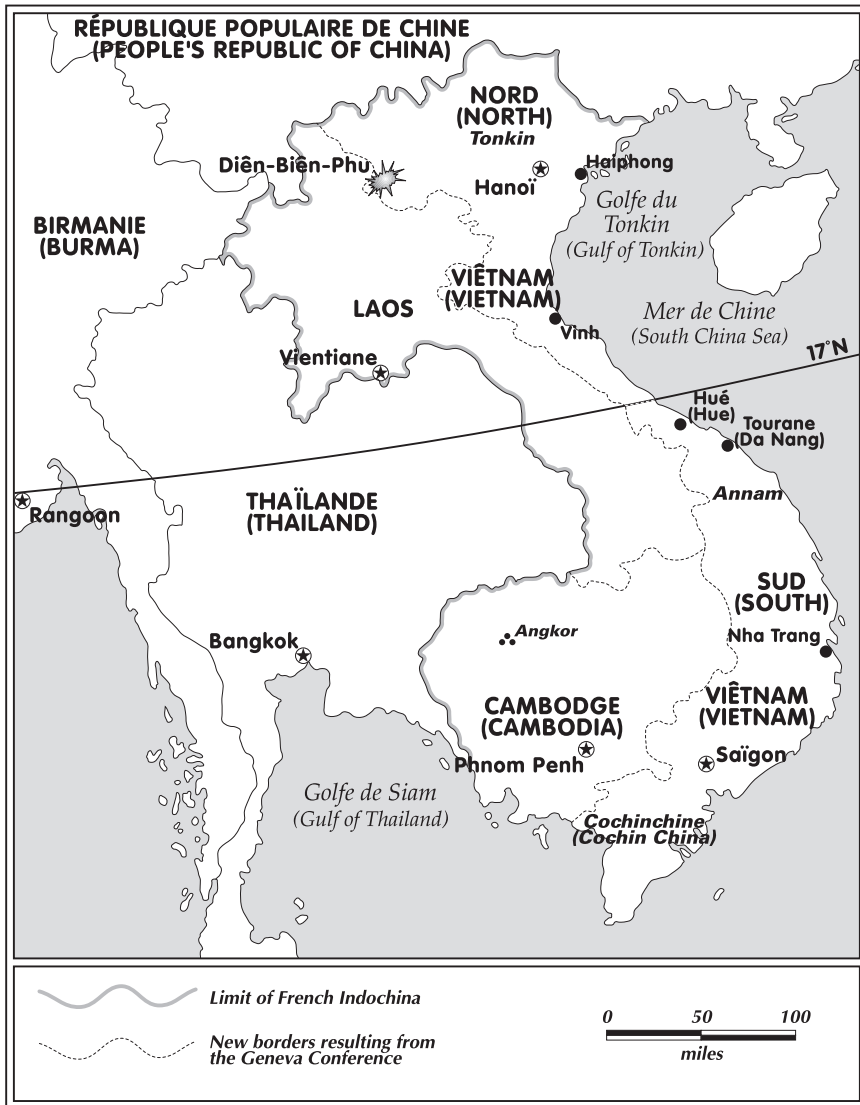 RÉPUBLIQUE POPULAIRE DE CHINE
(PEOPLE'S REPUBLIC OF CHINA)
NORD
(NORTH)
Tonkin
Diên-Biên-Phu
Haiphong
Hanoï
Golfe du
Tonkin
(Gulf of Tonkin)
BIRMANIE
(BURMA)
VIÊTNAM
(VIETNAM)
LAOS
Mer de Chine
(South China Sea)
Vinh
Vientiane
17°N
Hué
(Hue)
Tourane
(Da Nang)
Annam
Rangoon
THAÏLANDE
(THAILAND)
SUD
(SOUTH)
Angkor
Nha Trang
Bangkok
CAMBODGE
(CAMBODIA)
VIÊTNAM
(VIETNAM)
Phnom Penh
Saïgon
Golfe de Siam
(Gulf of Thailand)
Cochinchine
(Cochin China)
Limit of French Indochina
New borders resulting from
the Geneva Conference
0 50 100
miles